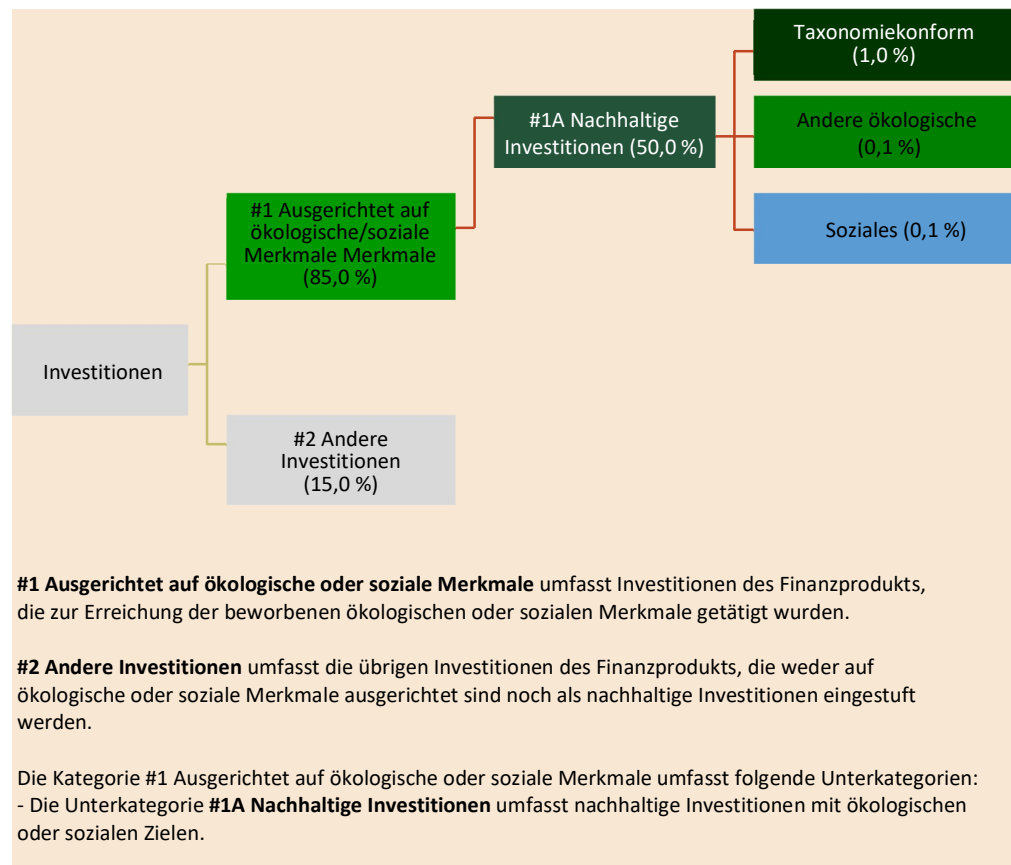 Taxonomiekonform
(1,0 %)
#1A Nachhaltige
Investitionen (50,0 %)
Andere ökologische
(0,1 %)
Soziales (0,1 %)
#1 Ausgerichtet auf
ökologische/soziale
Merkmale Merkmale
(85,0 %)
Investitionen
#2 Andere
Investitionen
(15,0 %)
#1 Ausgerichtet auf ökologische oder soziale Merkmale umfasst Investitionen des Finanzprodukts,
die zur Erreichung der beworbenen ökologischen oder sozialen Merkmale getätigt wurden.
#2 Andere Investitionen umfasst die übrigen Investitionen des Finanzprodukts, die weder auf
ökologische oder soziale Merkmale ausgerichtet sind noch als nachhaltige Investitionen eingestuft
werden.
Die Kategorie #1 Ausgerichtet auf ökologische oder soziale Merkmale umfasst folgende Unterkategorien:
- Die Unterkategorie #1A Nachhaltige Investitionen umfasst nachhaltige Investitionen mit ökologischen
oder sozialen Zielen.